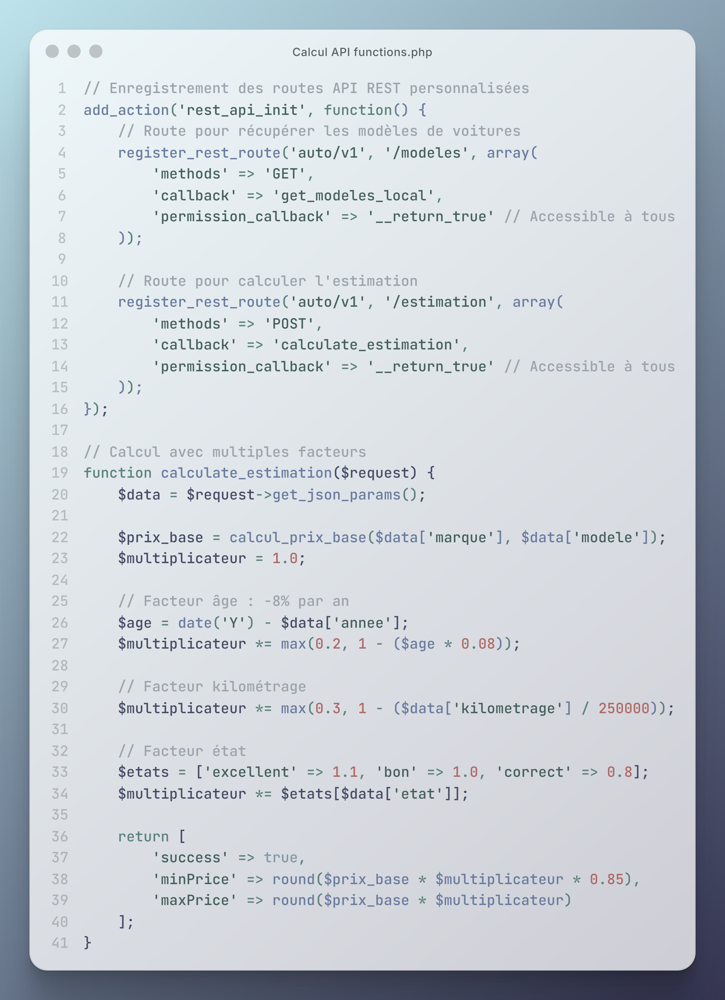 Calcul API functions.php
1 // Enregistrement des routes API REST personnalisées
2 add_action('rest_api_init', function() {
3     // Route pour récupérer les modèles de voitures
4     register_rest_route('auto/v1', '/modeles', array(
5         'methods' => 'GET',
6         'callback' => 'get_modeles_local',
7         'permission_callback' => '__return_true' // Accessible à tous
8     ));
9
10     // Route pour calculer l'estimation
11     register_rest_route('auto/v1', '/estimation', array(
12         'methods' => 'POST',
13         'callback' => 'calculate_estimation',
14         'permission_callback' => '__return_true' // Accessible à tous
15     ));
16 });
17
18 // Calcul avec multiples facteurs
19 function calculate_estimation($request) {
20     $data = $request->get_json_params();
21
22     $prix_base = calcul_prix_base($data['marque'], $data['modele']);
23     $multiplicateur = 1.0;
24
25     // Facteur âge : -8% par an
26     $age = date('Y') - $data['annee'];
27     $multiplicateur *= max(0.2, 1 - ($age * 0.08));
28
29     // Facteur kilométrage
30     $multiplicateur *= max(0.3, 1 - ($data['kilometrage'] / 250000));
31
32     // Facteur état
33     $etats = ['excellent' => 1.1, 'bon' => 1.0, 'correct' => 0.8];
34     $multiplicateur *= $etats[$data['etat']];
35
36     return [
37         'success' => true,
38         'minPrice' => round($prix_base * $multiplicateur * 0.85),
39         'maxPrice' => round($prix_base * $multiplicateur)
40     ];
41 }